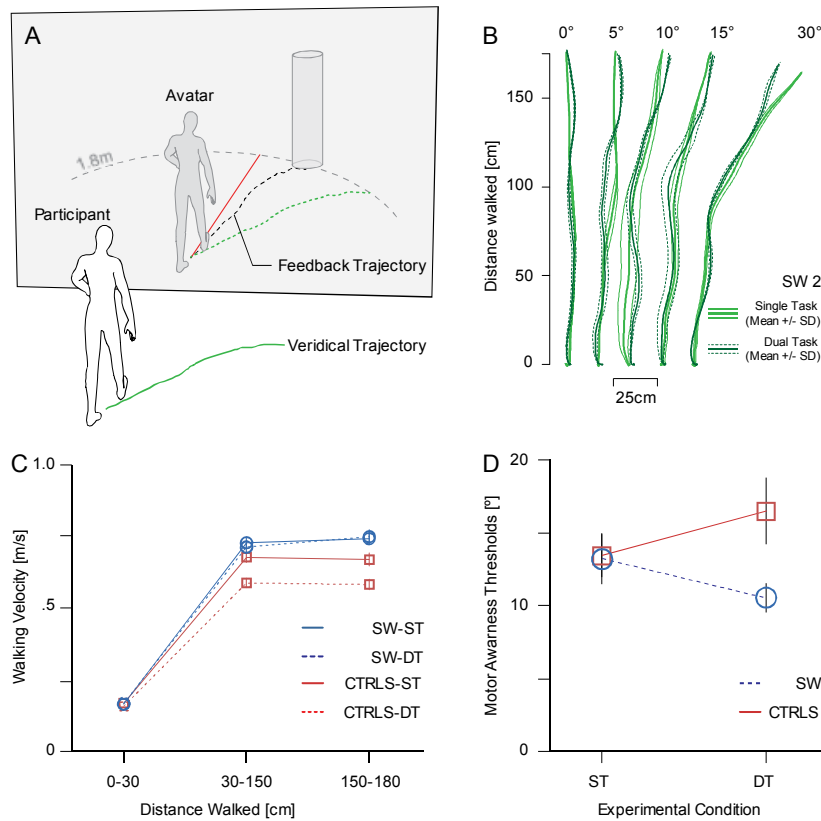 A
Avatar
1.8m
Participant
Feedback Trajectory
Veridical Trajectory
B
0° 5° 10° 15° 30°
Distance walked [cm]
150
100
50
0
SW 2
Single Task
(Mean +/- SD)
Dual Task
(Mean +/- SD)
25cm
C
Walking Velocity [m/s]
1.0
.5
0
SW-ST
SW-DT
CTRLS-ST
CTRLS-DT
0-30 30-150 150-180
Distance Walked [cm]
D
Motor Awarness Thresholds [º]
20
10
0
SW
CTRLS
ST DT
Experimental Condition